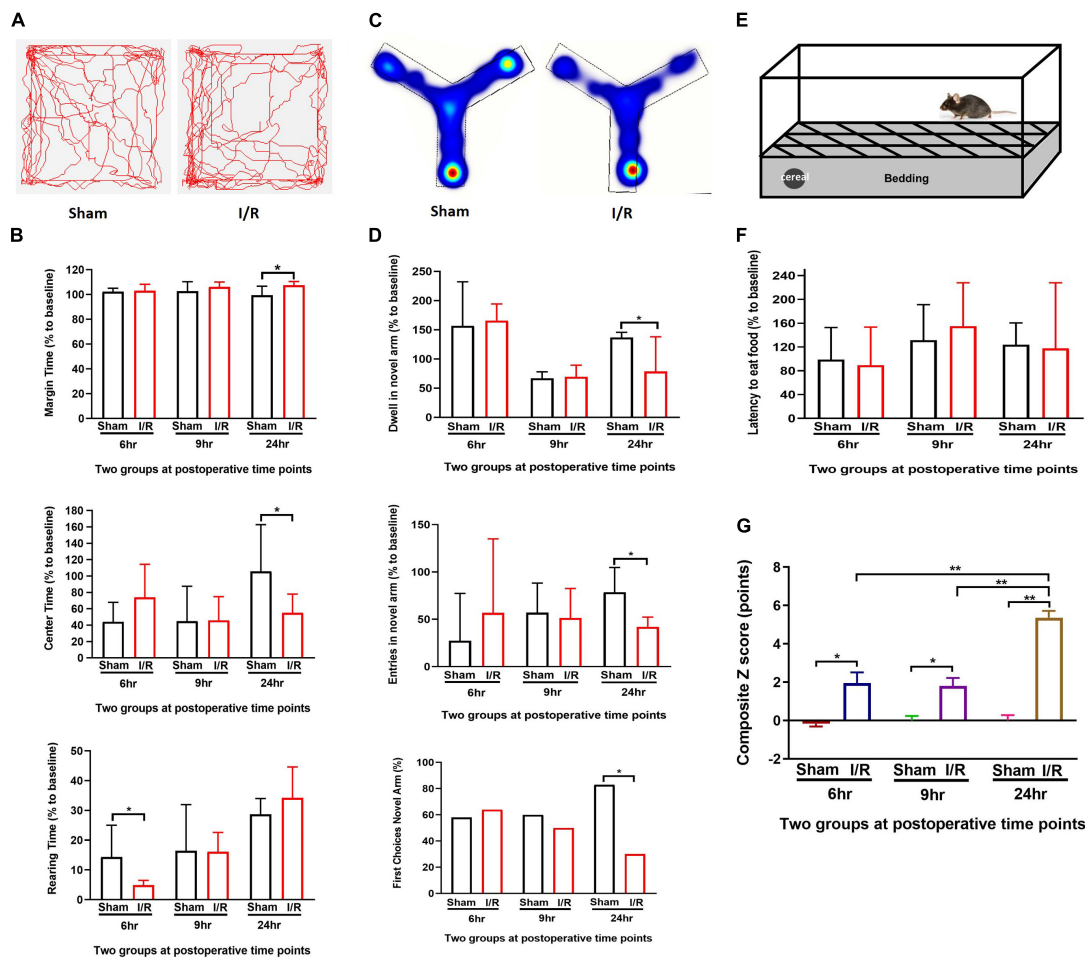 A
Sham
I/R
B
Margin Time (% to baseline)
120
100
80
60
40
20
0
Sham I/R Sham I/R Sham I/R
6hr 9hr 24hr
Two groups at postoperative time points
*
Center Time (% to baseline)
180
160
140
120
100
80
60
40
20
0
Sham I/R Sham I/R Sham I/R
6hr 9hr 24hr
Two groups at postoperative time points
*
Rearing Time (% to baseline)
50
40
30
20
10
0
Sham I/R Sham I/R Sham I/R
6hr 9hr 24hr
Two groups at postoperative time points
*
C
Sham
I/R
D
Dwell in novel arm (% to baseline)
250
200
150
100
50
0
Sham I/R Sham I/R Sham I/R
6hr 9hr 24hr
Two groups at postoperative time points
*
Entries in novel arm (% to baseline)
150
100
50
0
Sham I/R Sham I/R Sham I/R
6hr 9hr 24hr
Two groups at postoperative time points
*
First Choices Novel Arm (%)
100
80
60
40
20
0
Sham I/R Sham I/R Sham I/R
6hr 9hr 24hr
Two groups at postoperative time points
*
E
cereal
Bedding
F
Latency to eat food (% to baseline)
240
200
160
120
80
40
0
Sham I/R Sham I/R Sham I/R
6hr 9hr 24hr
Two groups at postoperative time points
G
Composite Z score (points)
8
6
4
2
0
-2
**
**
**
*
*
Sham I/R Sham I/R Sham I/R
6hr 9hr 24hr
Two groups at postoperative time points